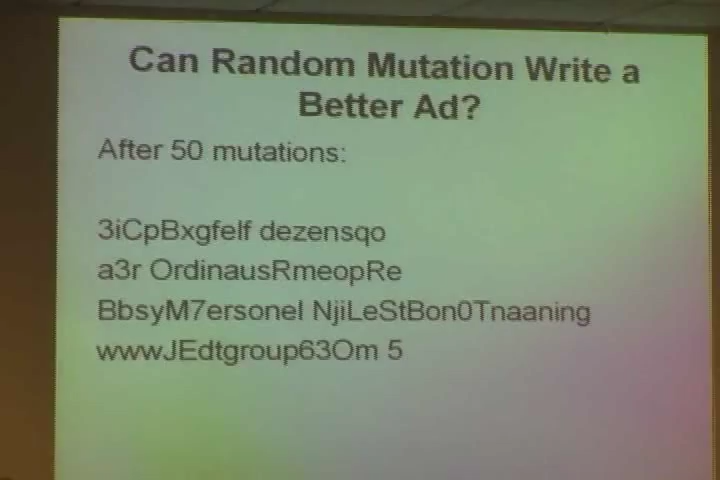 Can Random Mutation Write a
Better Ad?
After 50 mutations:
3iCpBxgfelf dezensqo
a3r OrdinausRmeopRe
BbsyM7ersonel NjiLeStBon0Tnaaning
wwwJEdtgroup63Om 5